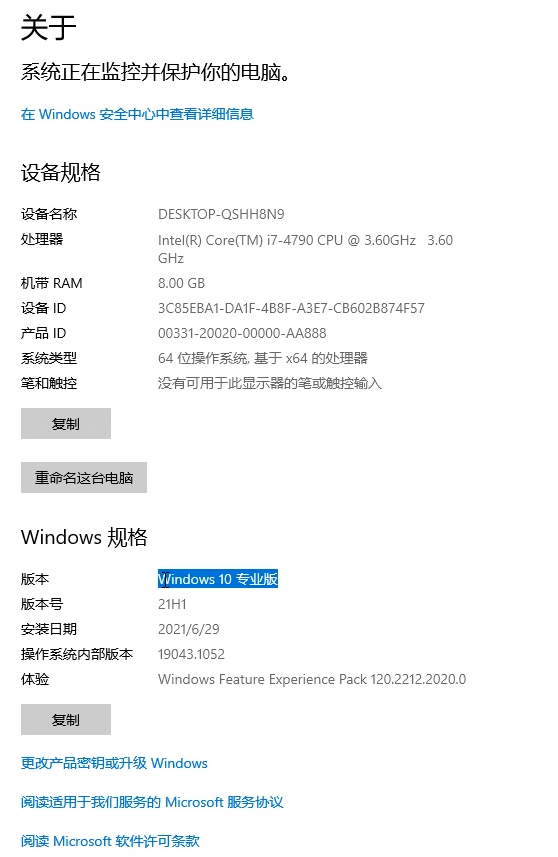 关于
系统正在监控并保护你的电脑。
在 Windows 安全中心中查看详细信息
设备规格
设备名称 DESKTOP-QSHH8N9
处理器 Intel(R) Core(TM) i7-4790 CPU @ 3.60GHz 3.60
GHz
机带 RAM 8.00 GB
设备 ID 3C85EBA1-DA1F-4B8F-A3E7-CB602B874F57
产品 ID 00331-20020-00000-AA888
系统类型 64 位操作系统, 基于 x64 的处理器
笔和触控 没有可用于此显示器的笔或触控输入
复制
重命名这台电脑
Windows 规格
版本 Windows 10 专业版
版本号 21H1
安装日期 2021/6/29
操作系统内部版本 19043.1052
体验 Windows Feature Experience Pack 120.2212.2020.0
复制
更改产品密钥或升级 Windows
阅读适用于我们服务的 Microsoft 服务协议
阅读 Microsoft 软件许可条款